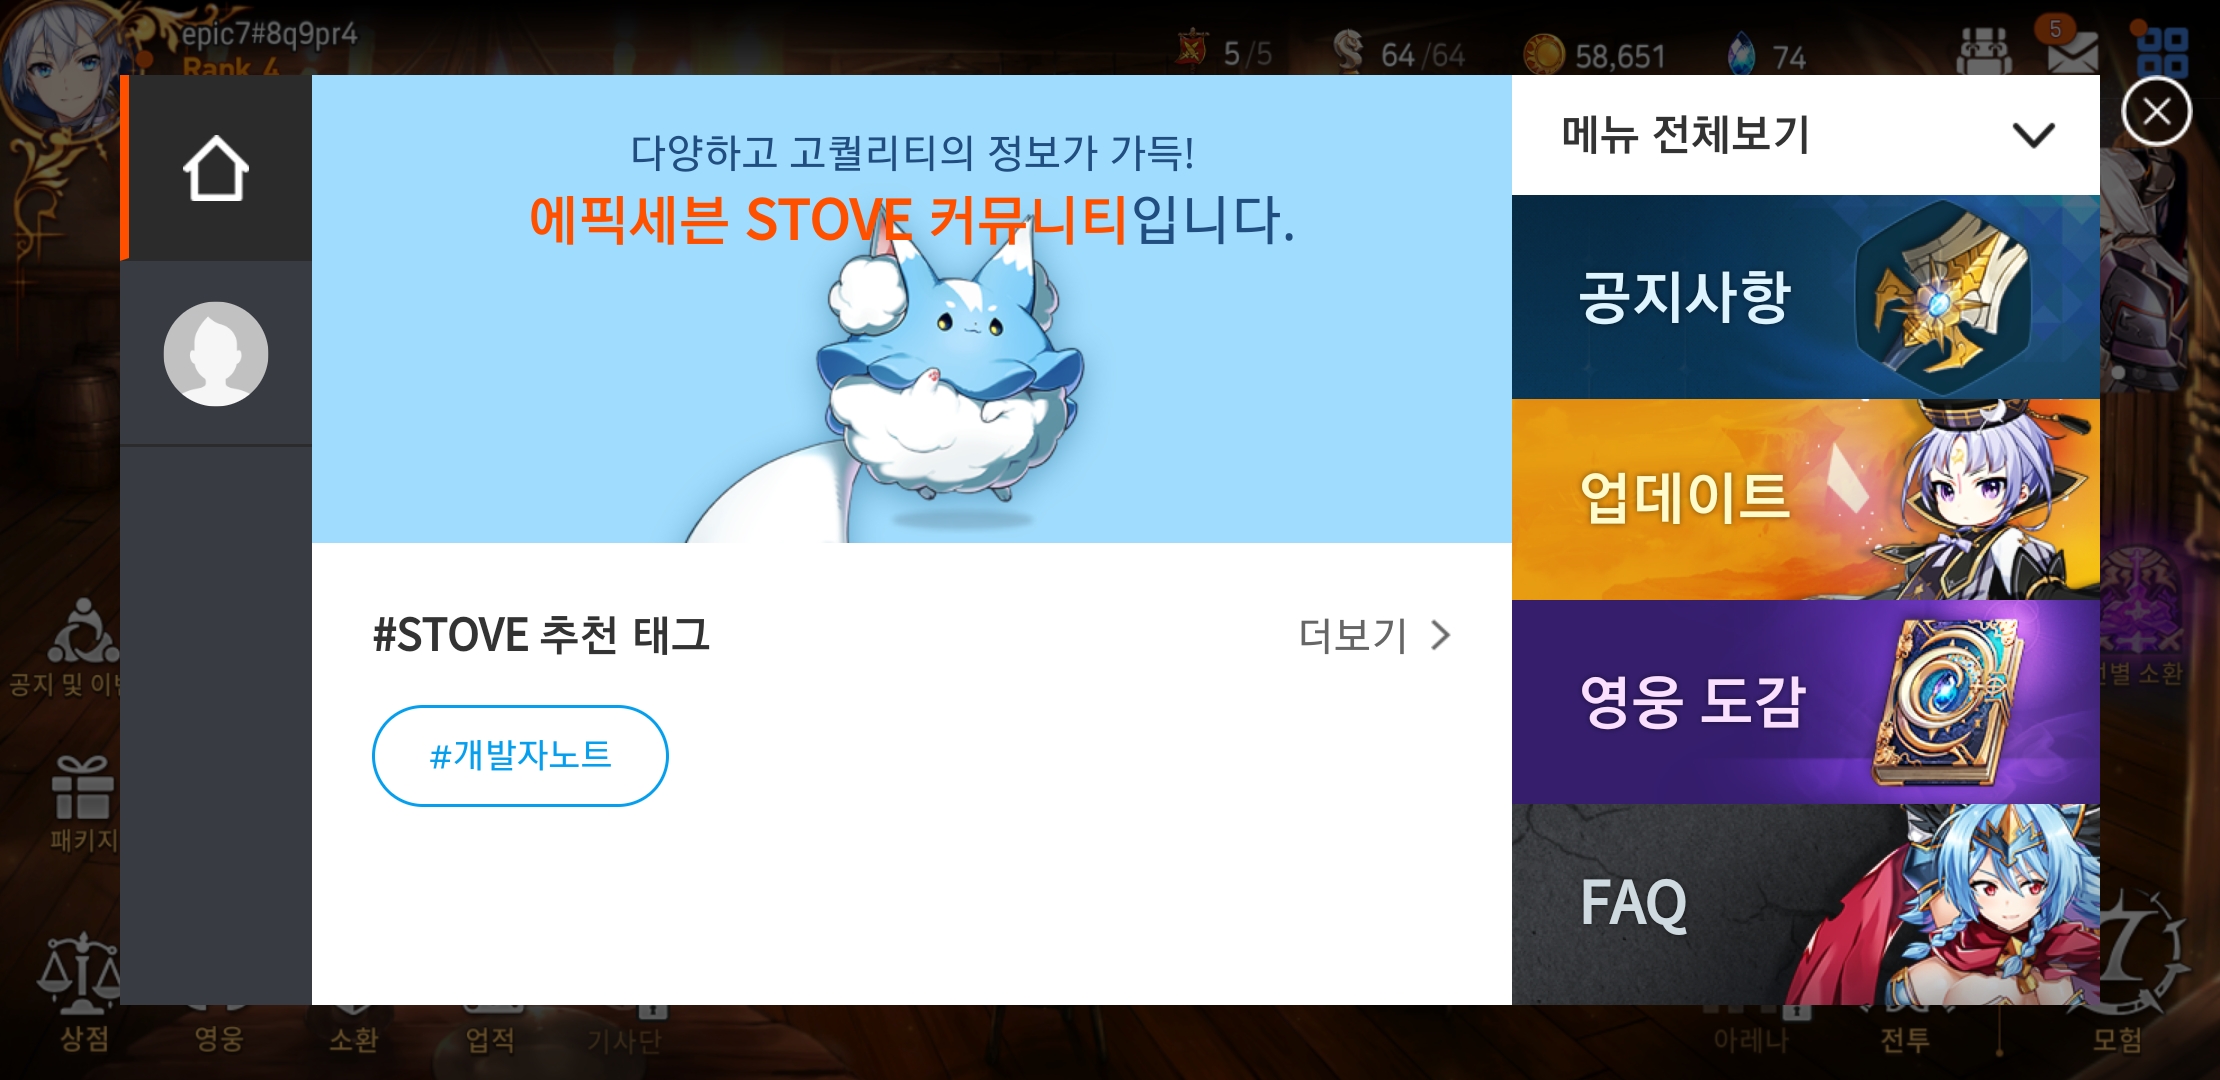 epic7#8q9pr4
Rank 4
5/5
64/64
58,651
74
5
다양하고 고퀄리티의 정보가 가득!
에픽세븐 STOVE 커뮤니티입니다.
메뉴 전체보기
공지사항
업데이트
영웅 도감
FAQ
#STOVE 추천 태그
더보기
#개발자노트
공지 및
패키지
소환
상점
영웅
소환
업적
기사단
아레나
전투
모험